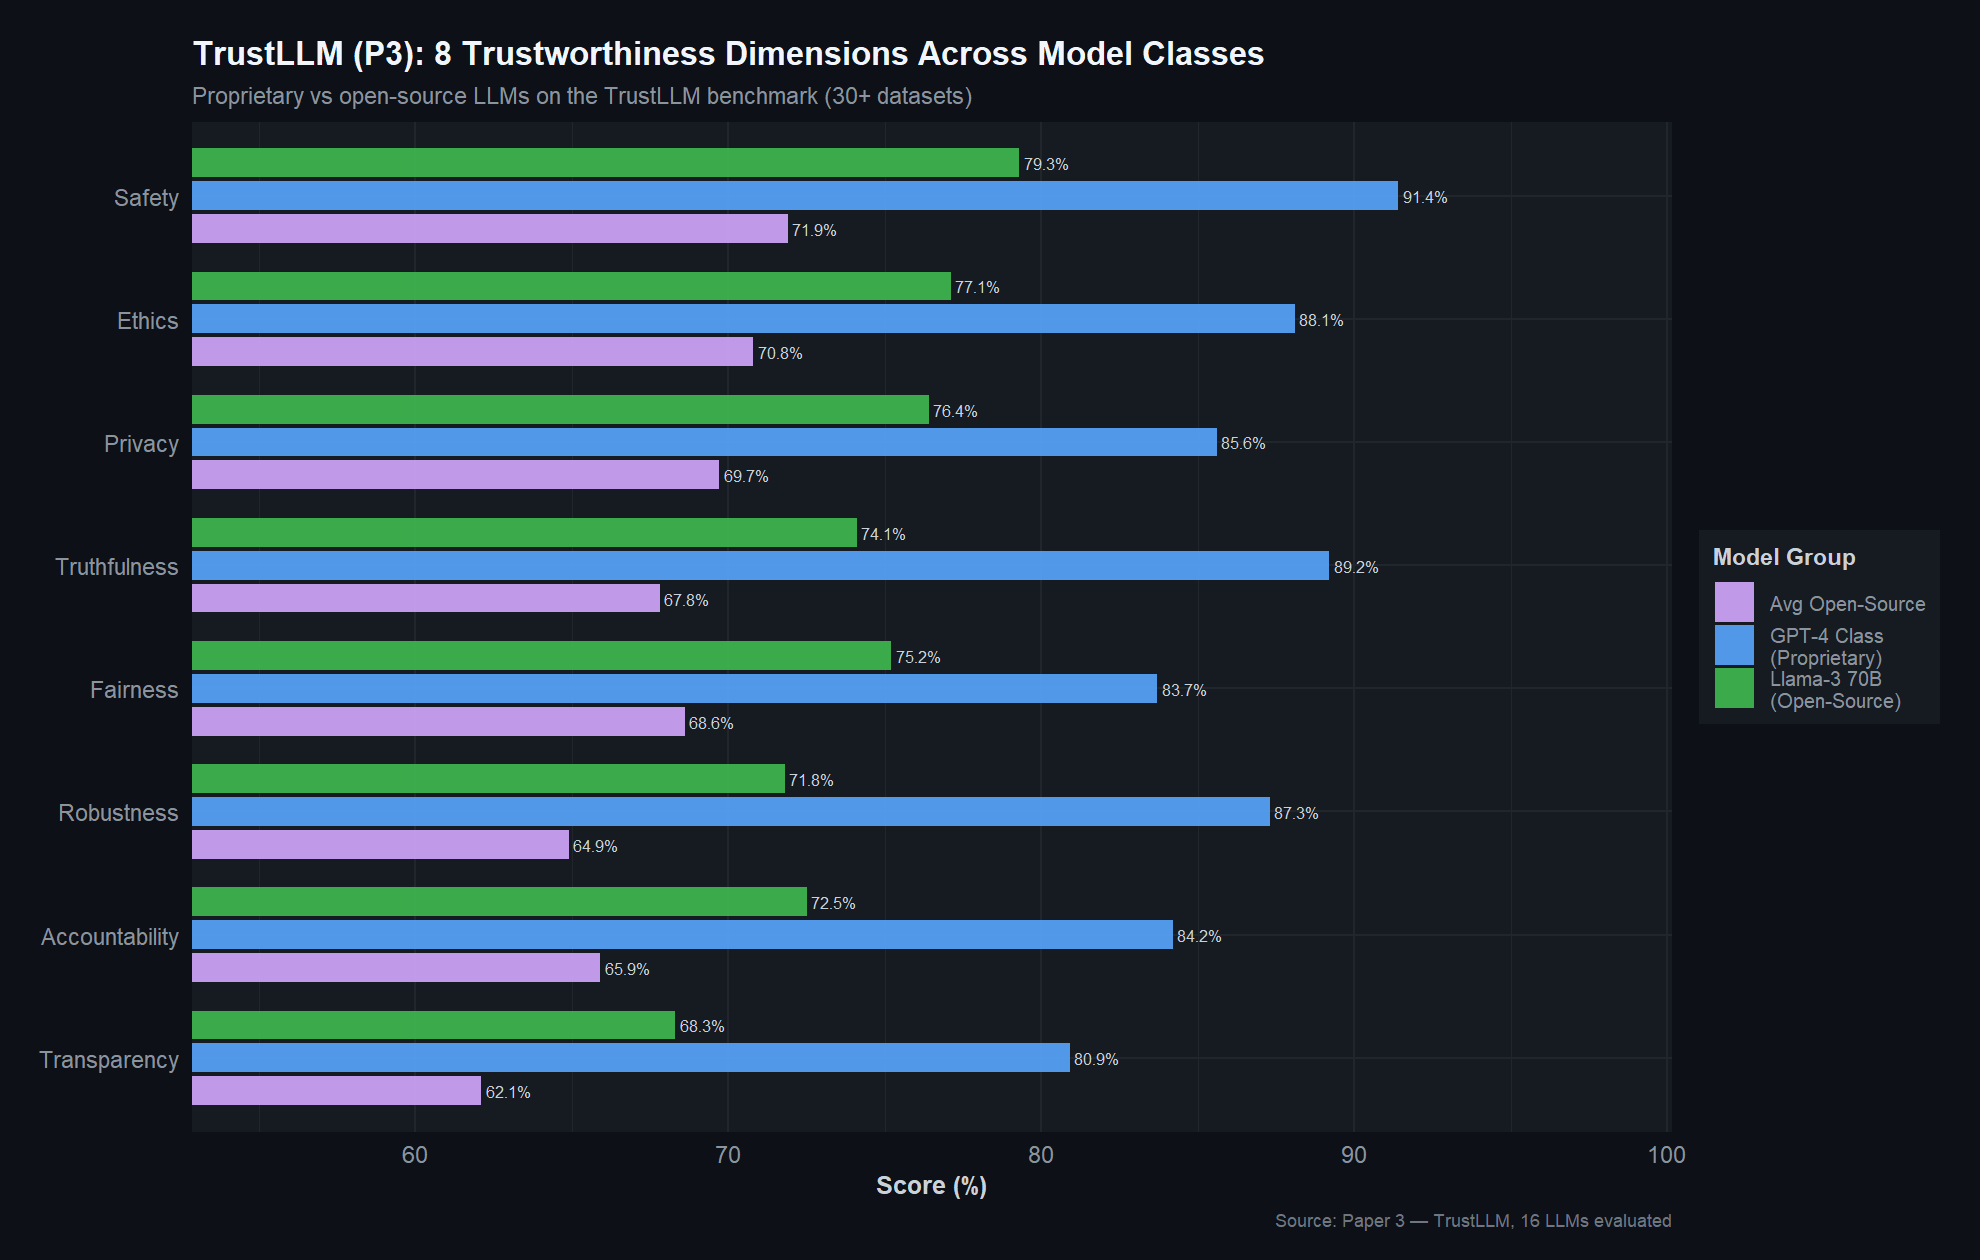 TrustLLM (P3): 8 Trustworthiness Dimensions Across Model Classes
Proprietary vs open-source LLMs on the TrustLLM benchmark (30+ datasets)
Safety
79.3%
91.4%
71.9%
Ethics
77.1%
88.1%
70.8%
Privacy
76.4%
85.6%
69.7%
Truthfulness
74.1%
89.2%
67.8%
Fairness
75.2%
83.7%
68.6%
Robustness
71.8%
87.3%
64.9%
Accountability
72.5%
84.2%
65.9%
Transparency
68.3%
80.9%
62.1%
60
70
80
90
100
Score (%)
Model Group
Avg Open-Source
GPT-4 Class
(Proprietary)
Llama-3 70B
(Open-Source)
Source: Paper 3 — TrustLLM, 16 LLMs evaluated